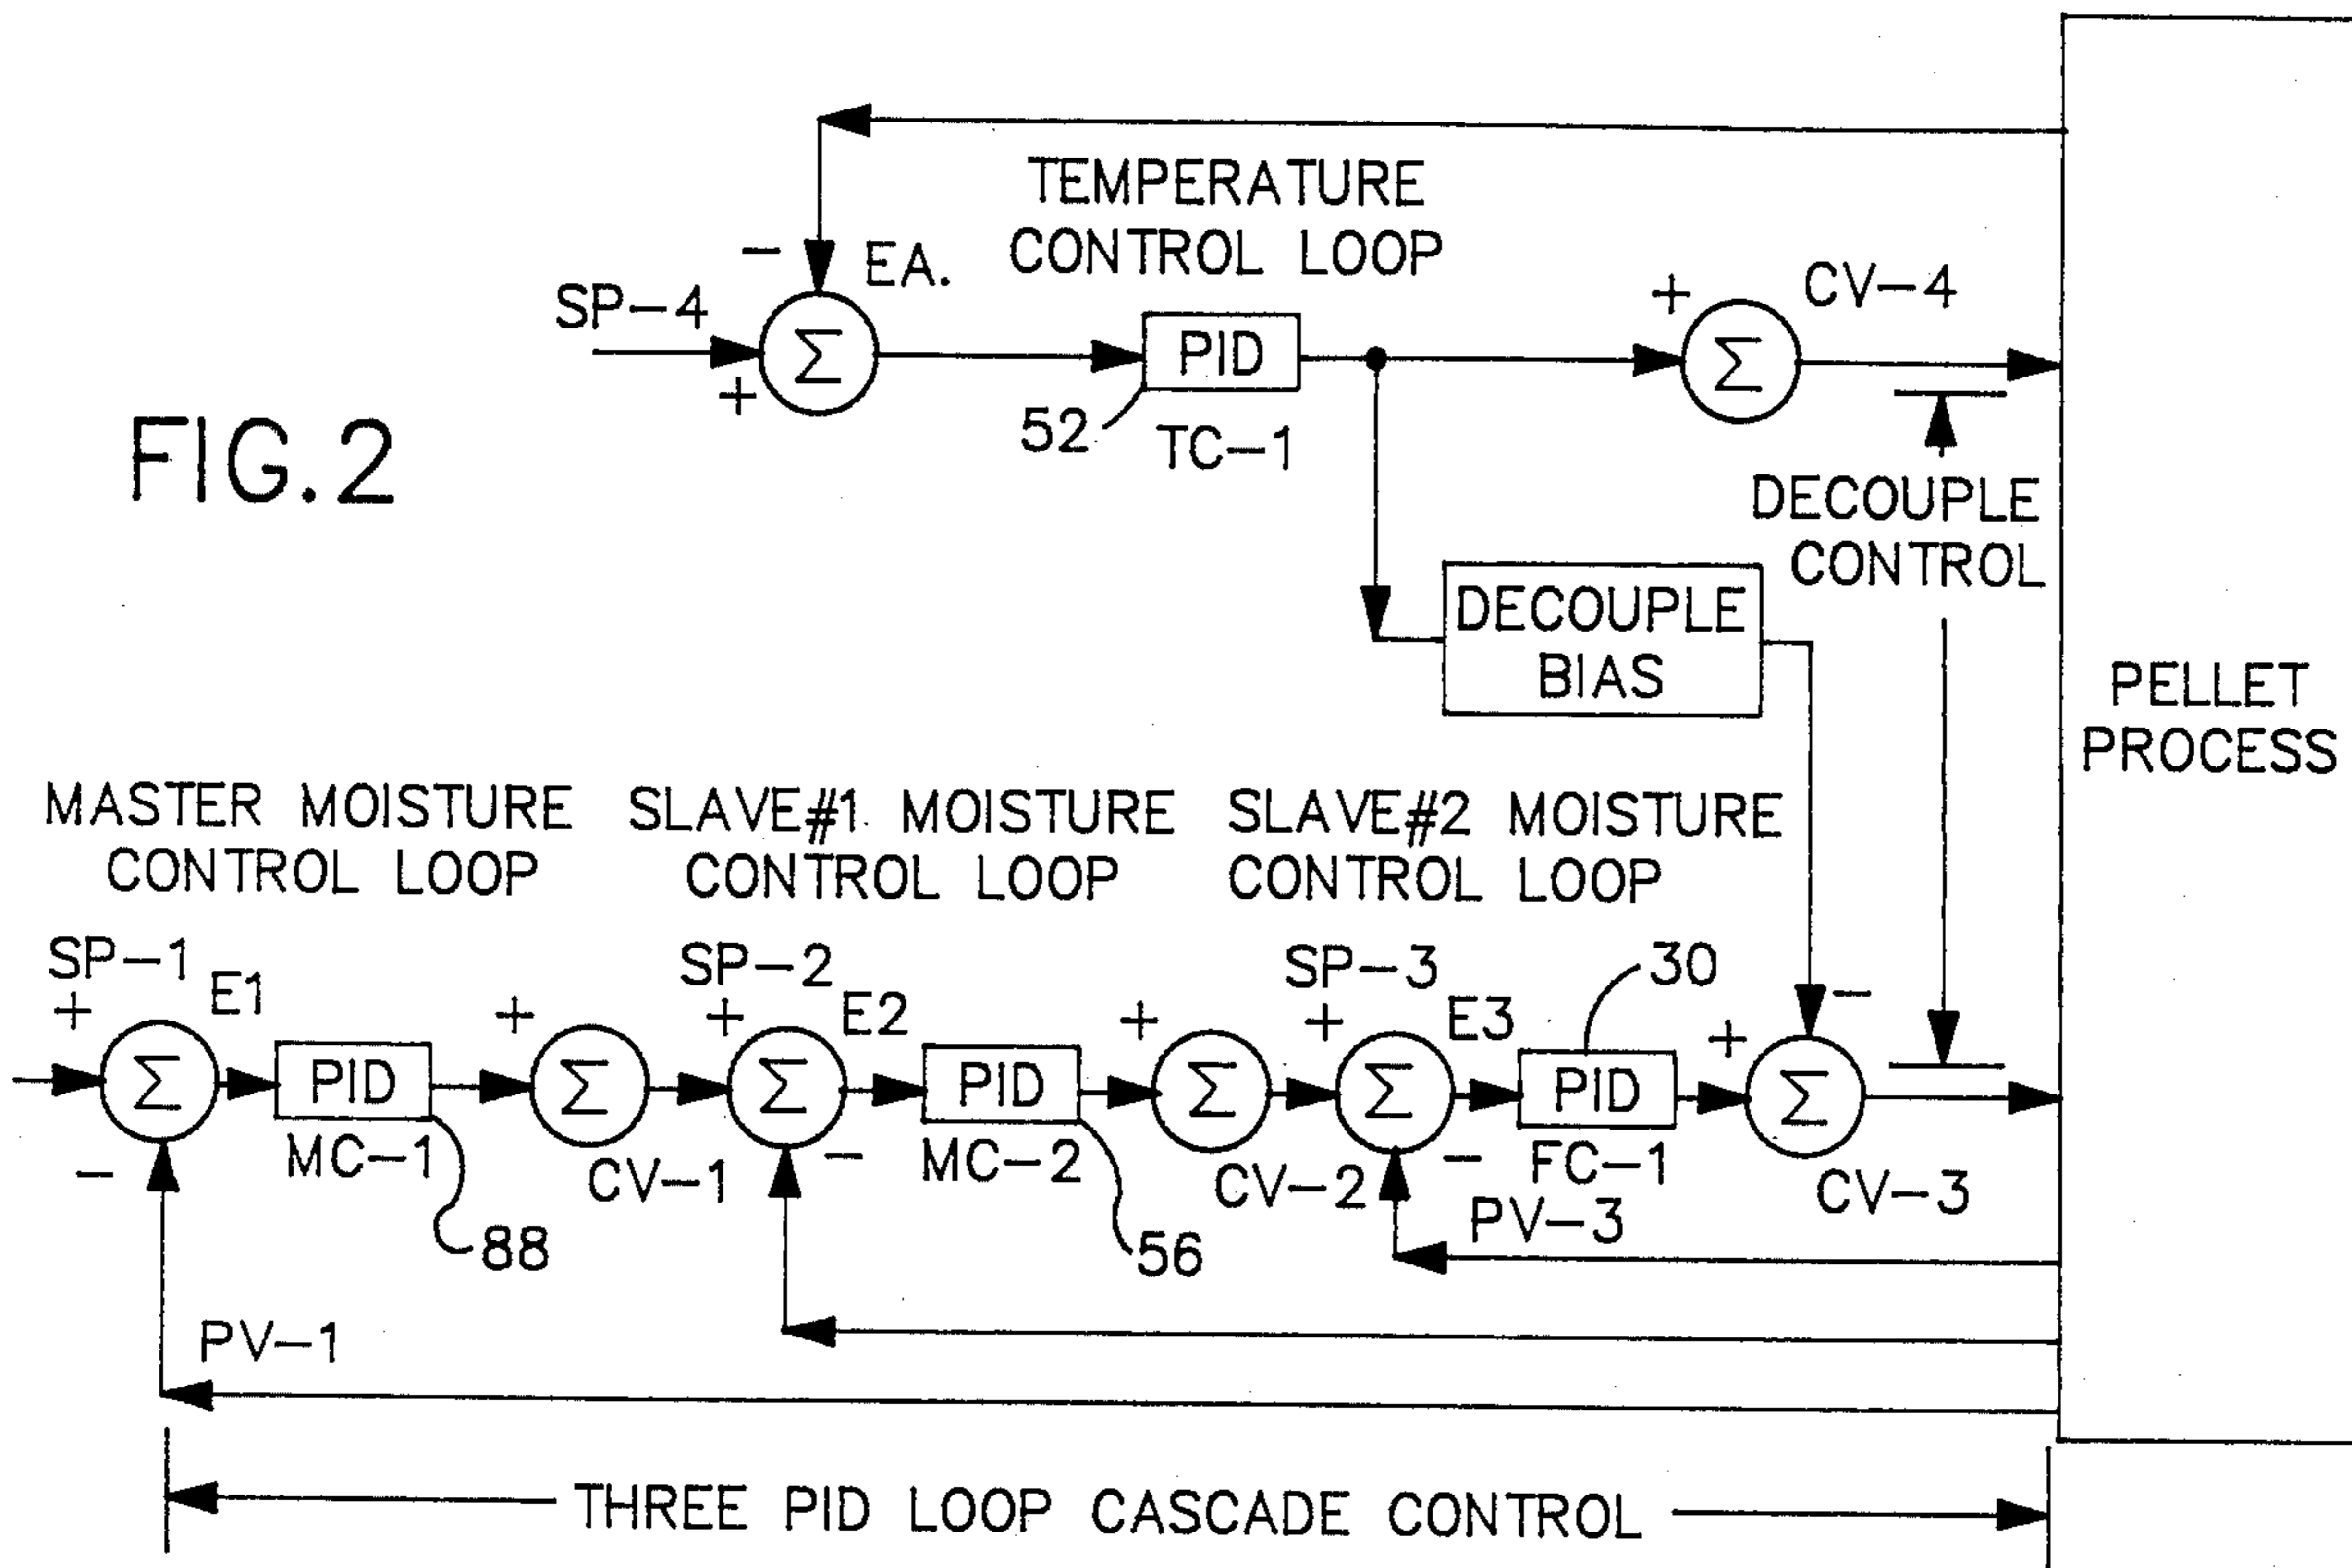 TEMPERATURE
CONTROL LOOP
- EA.
SP-4
+
Σ
PID
52
TC-1
+
Σ
CV-4
FIG.2
DECOUPLE
CONTROL
DECOUPLE
BIAS
PELLET
PROCESS
MASTER MOISTURE
CONTROL LOOP
SLAVE#1 MOISTURE
CONTROL LOOP
SLAVE#2 MOISTURE
CONTROL LOOP
SP-1
+
E1
Σ
-
PID
MC-1
88
+
Σ
CV-1
SP-2
+
E2
Σ
-
PID
MC-2
56
+
Σ
CV-2
SP-3
+
E3
Σ
-
30
PID
FC-1
PV-3
+
-
Σ
CV-3
PV-1
THREE PID LOOP CASCADE CONTROL